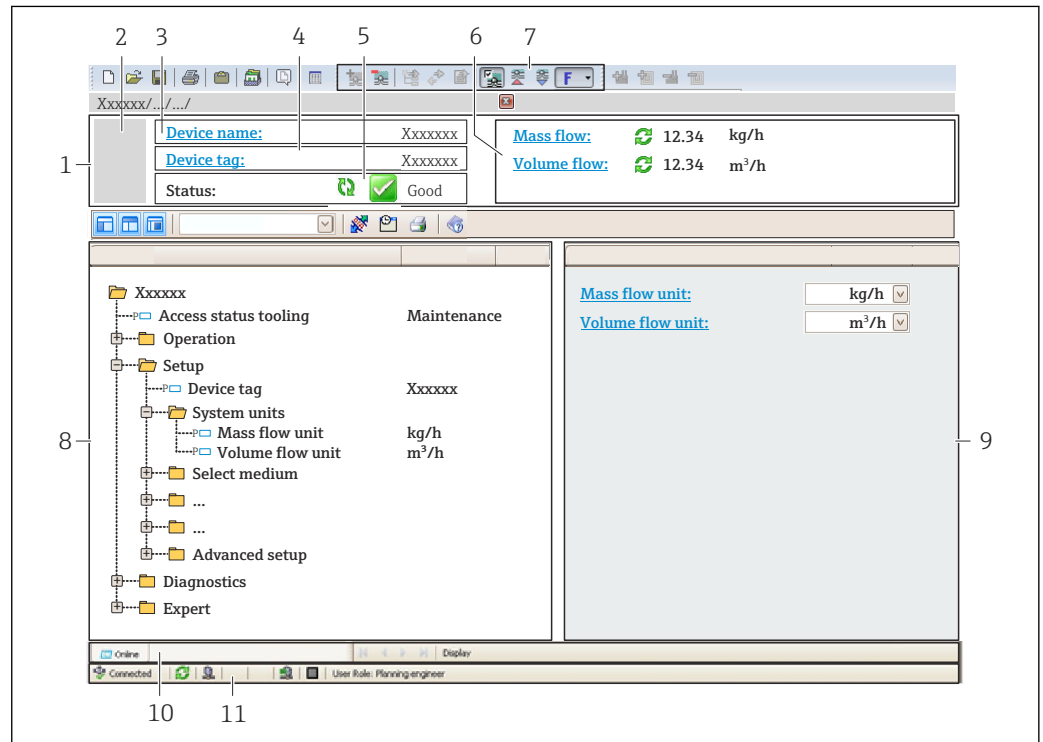 2 3 4 5 6 7
F
Xxxxxx/.../.../
1
Device name: Xxxxxxx
Device tag: Xxxxxxx
Status: Good
Mass flow: 12.34 kg/h
Volume flow: 12.34 m³/h
Xxxxxx
Access status tooling Maintenance
Operation
Setup
Device tag Xxxxxx
System units
Mass flow unit kg/h
Volume flow unit m³/h
Select medium
...
...
Advanced setup
Diagnostics
Expert
8
Mass flow unit: kg/h
Volume flow unit: m³/h
9
Online Display
Connected User Role: Planning engineer
10 11